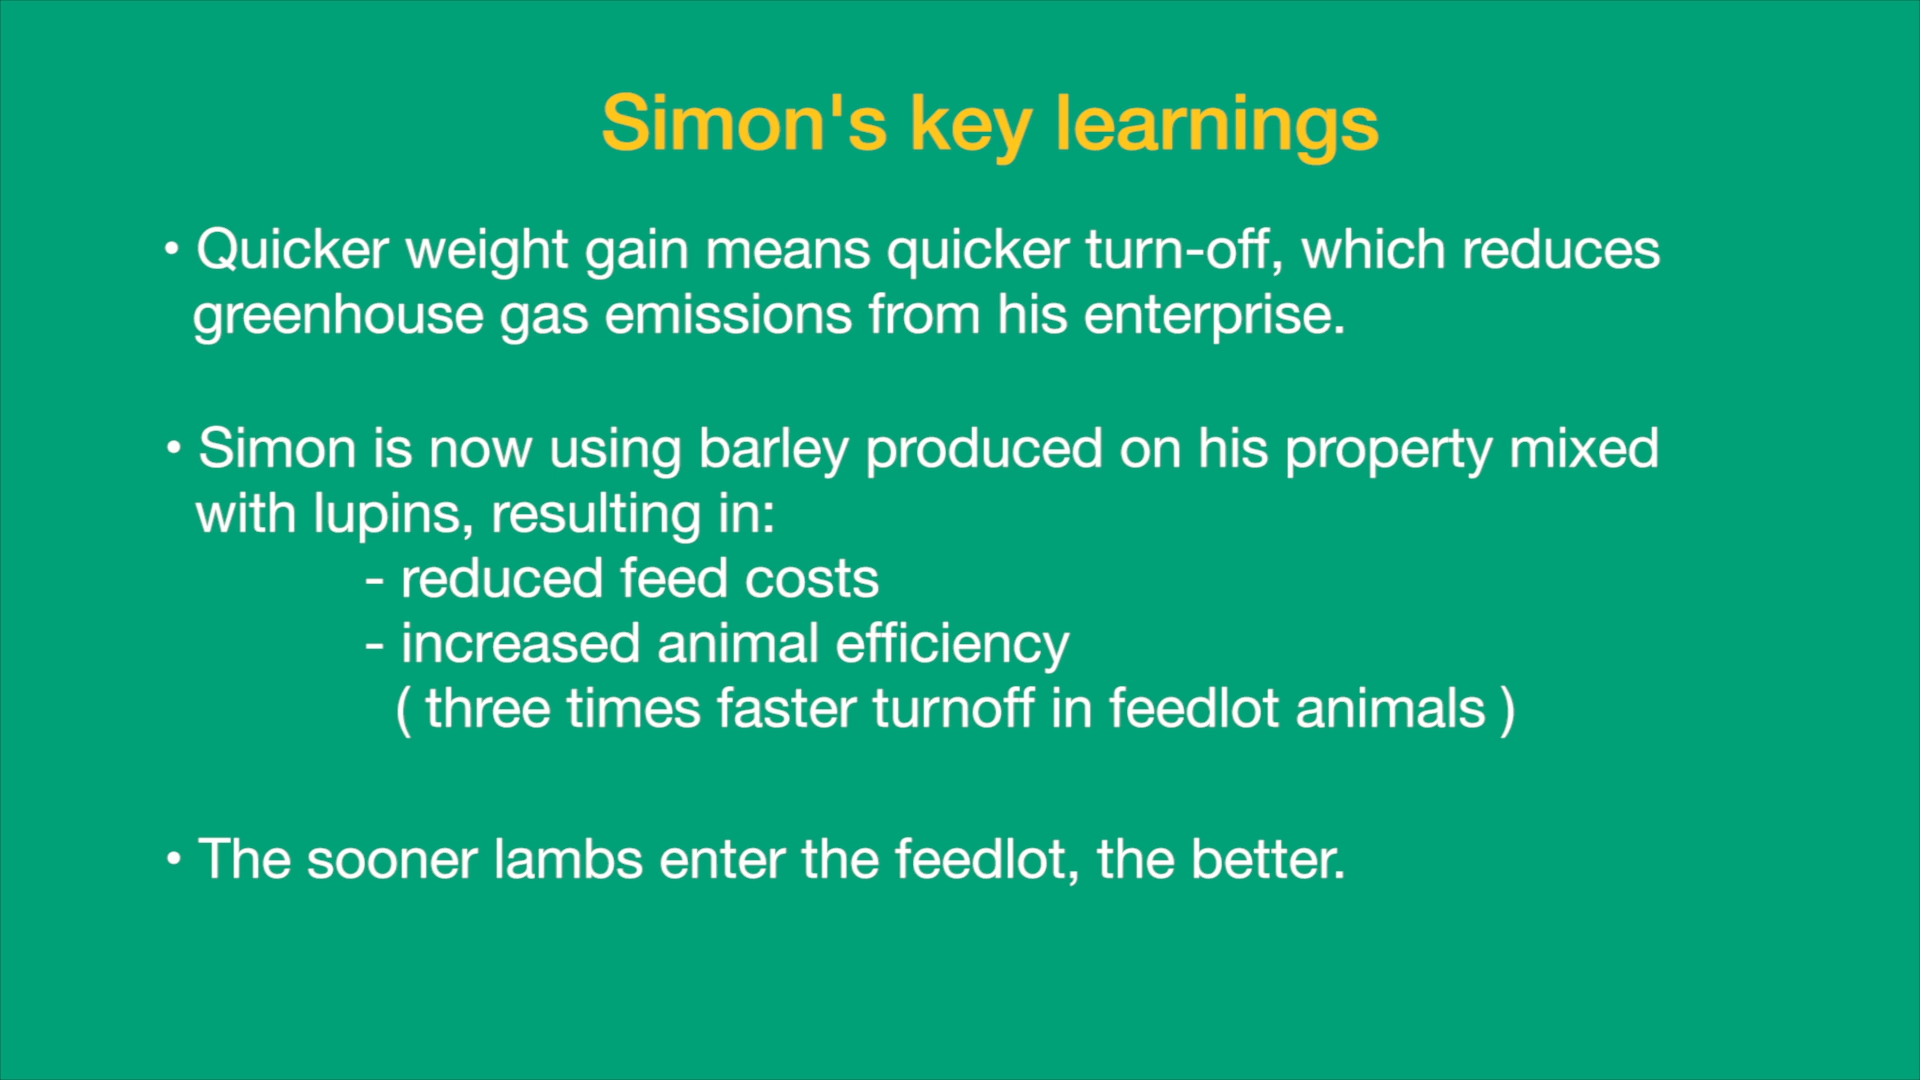 Simon's key learnings
• Quicker weight gain means quicker turn-off, which reduces
greenhouse gas emissions from his enterprise.
• Simon is now using barley produced on his property mixed
with lupins, resulting in:
- reduced feed costs
- increased animal efficiency
( three times faster turnoff in feedlot animals )
• The sooner lambs enter the feedlot, the better.